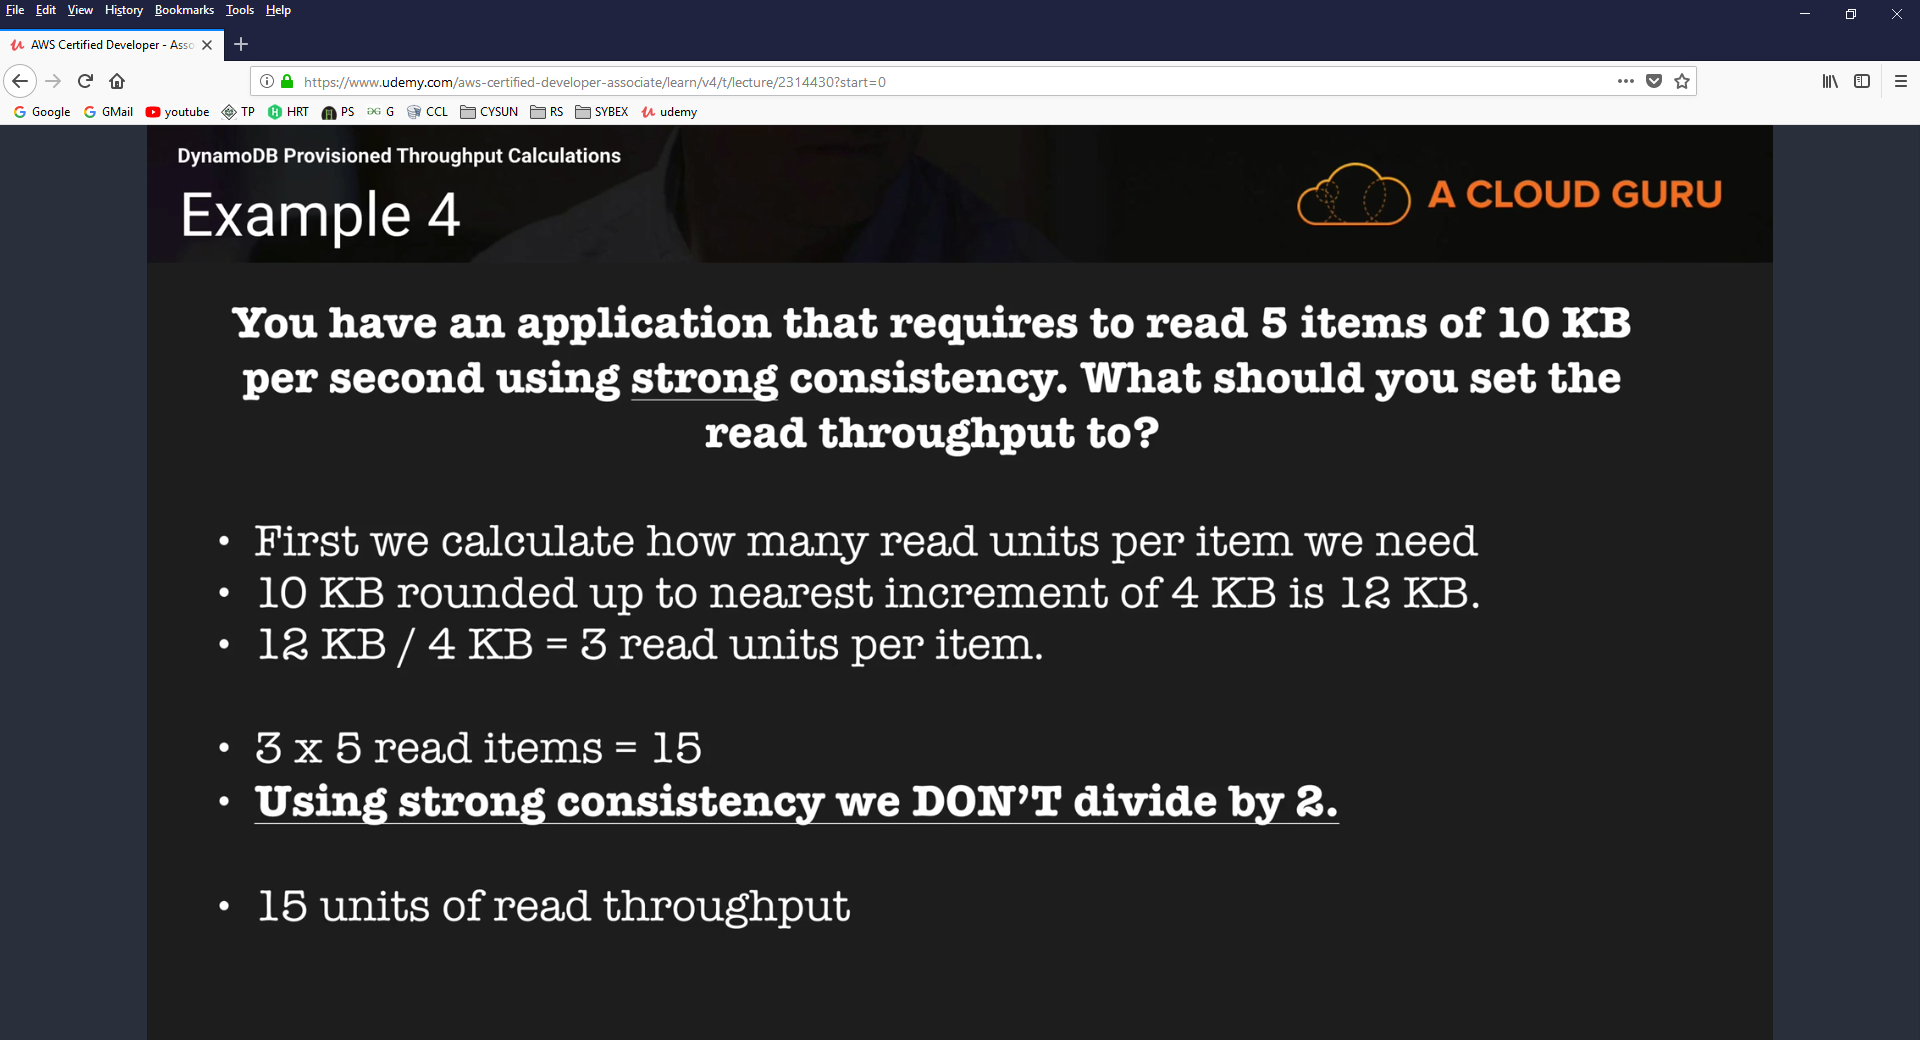 File Edit View History Bookmarks Tools Help
AWS Certified Developer - Asso
https://www.udemy.com/aws-certified-developer-associate/learn/v4/t/lecture/2314430?start=0
Google GMail youtube TP HRT PS G CCL CYSUN RS SYBEX udemy
DynamoDB Provisioned Throughput Calculations
Example 4
A CLOUD GURU
You have an application that requires to read 5 items of 10 KB
per second using strong consistency. What should you set the
read throughput to?
• First we calculate how many read units per item we need
• 10 KB rounded up to nearest increment of 4 KB is 12 KB.
• 12 KB / 4 KB = 3 read units per item.
• 3 x 5 read items = 15
• Using strong consistency we DON’T divide by 2.
• 15 units of read throughput